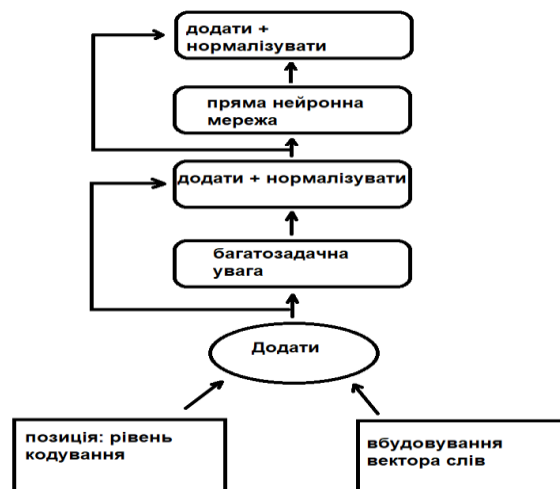 додати +
нормалізувати
пряма нейронна
мережа
додати + нормалізувати
багатозадачна
увага
Додати
позиція: рівень
кодування
вбудовування
вектора слів